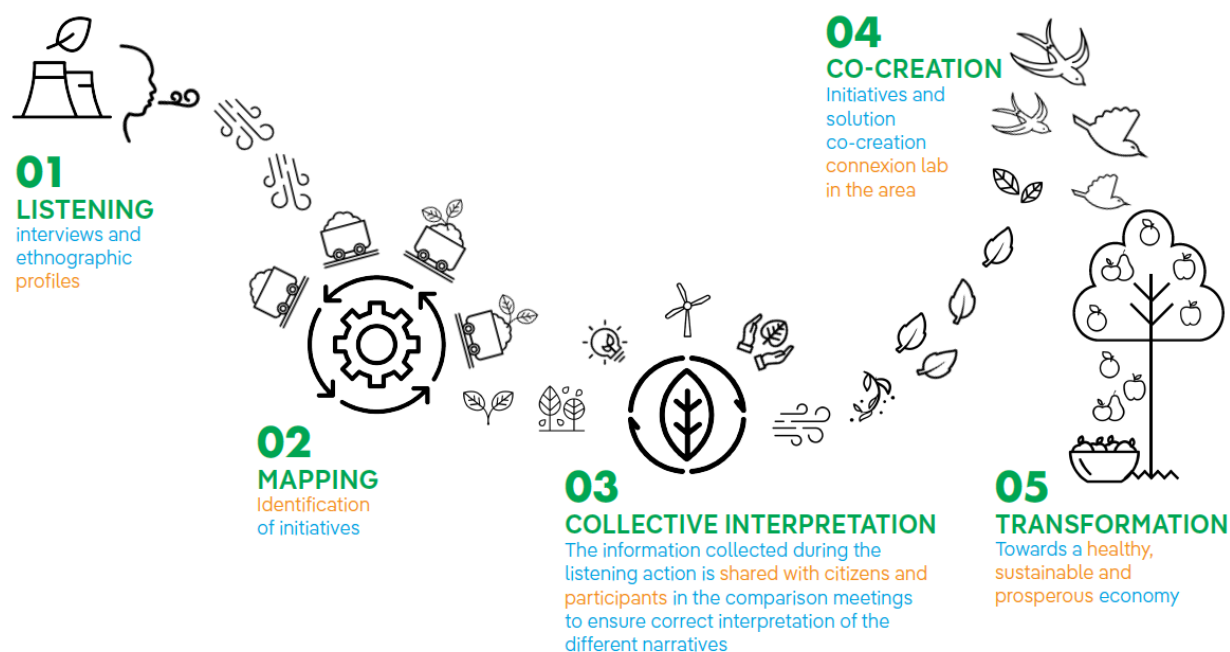 01
LISTENING
interviews and
ethnographic
profiles
02
MAPPING
Identification
of initiatives
03
COLLECTIVE INTERPRETATION
The information collected during the
listening action is shared with citizens and
participants in the comparison meetings
to ensure correct interpretation of the
different narratives
04
CO-CREATION
Initiatives and
solution
co-creation
connexion lab
in the area
05
TRANSFORMATION
Towards a healthy,
sustainable and
prosperous economy